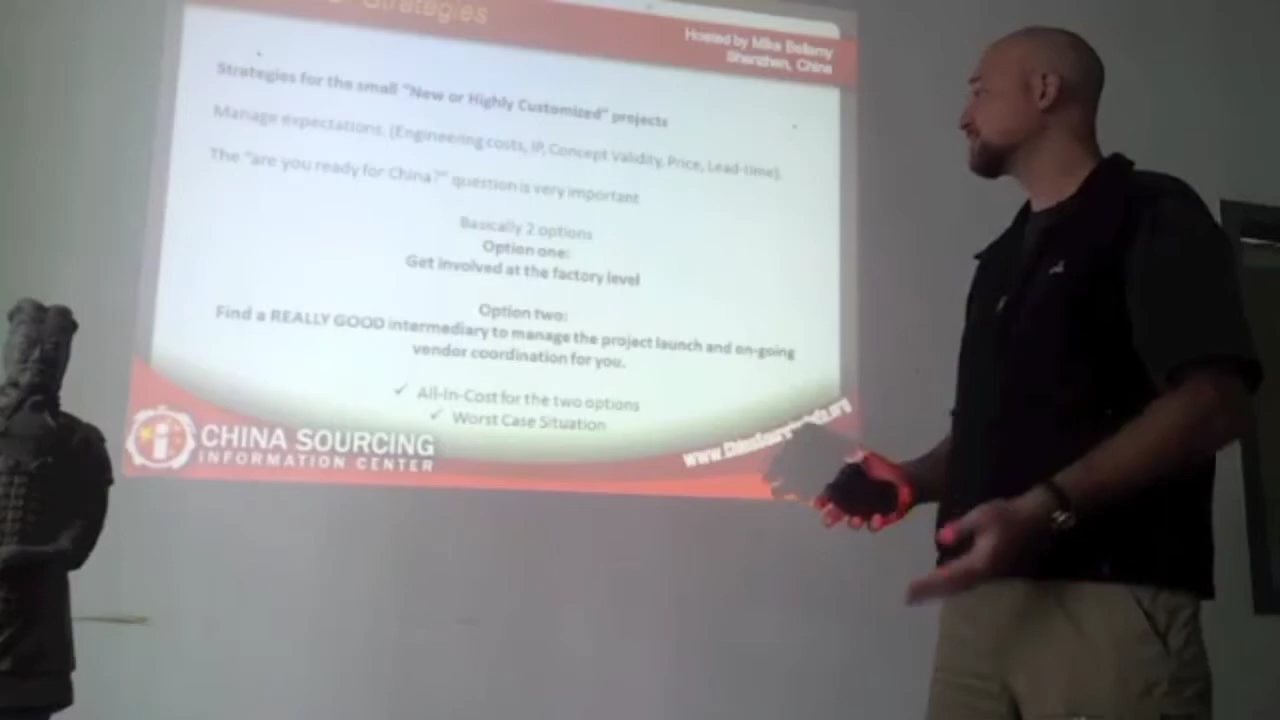 Strategies
Hosted by Mike Bellamy
Shenzhen, China
Strategies for the small "New or Highly Customized" projects
Manage expectations. (Engineering costs, IP, Concept Validity, Price, Lead-time).
The "are you ready for China?" question is very important
Basically 2 options
Option one:
Get involved at the factory level
Option two:
Find a REALLY GOOD intermediary to manage the project launch and on-going
vendor coordination for you.
✓ All-In-Cost for the two options
✓ Worst Case Situation
CHINA SOURCING
INFORMATION CENTER